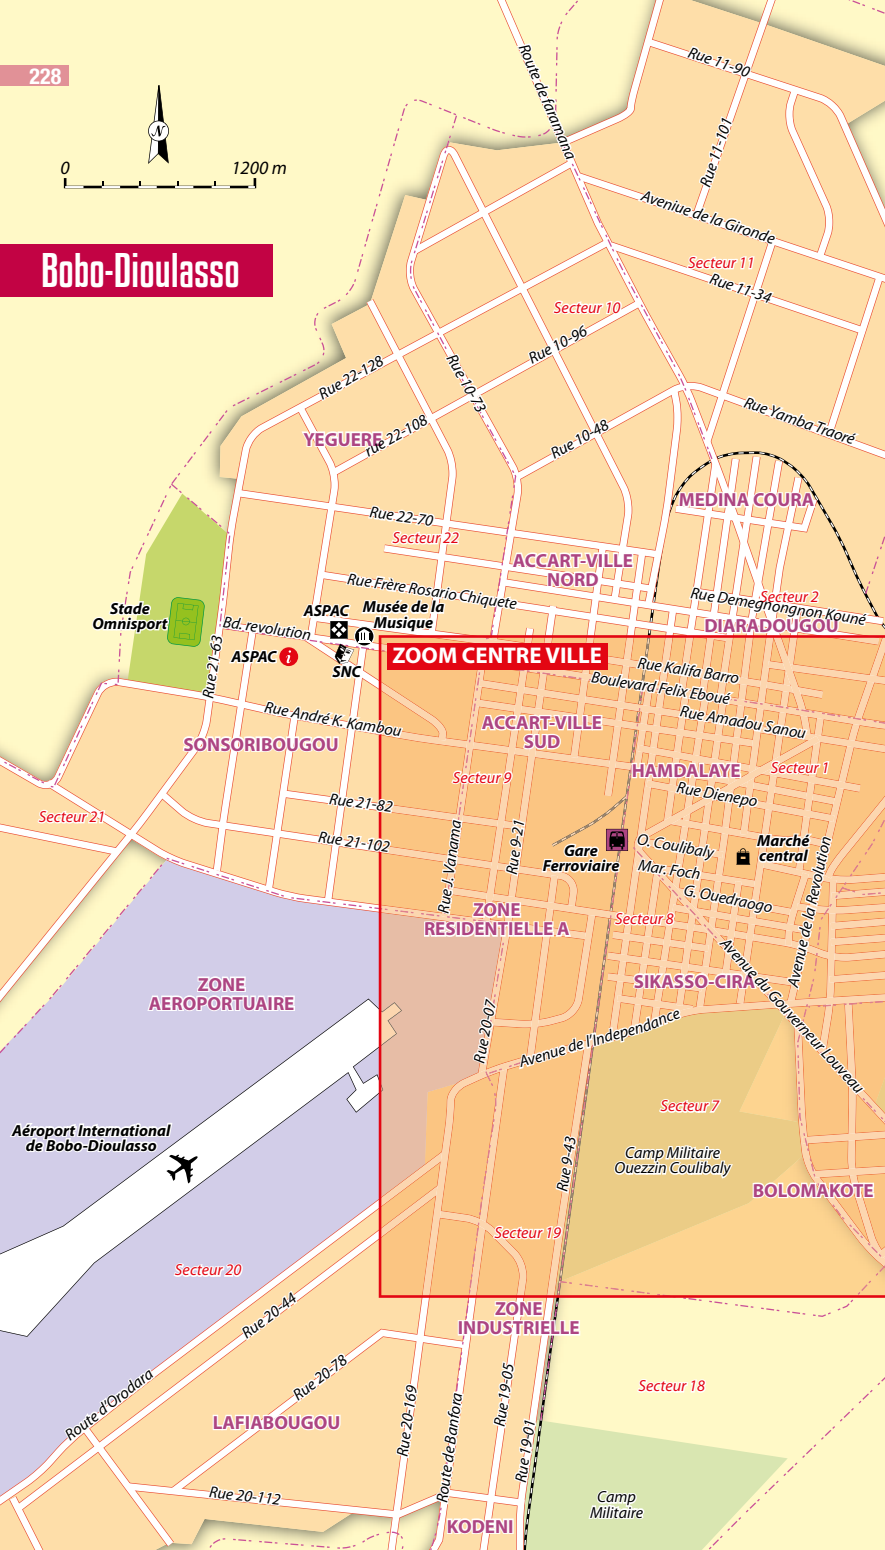 228
0
1200 m
Bobo-Dioulasso
Route de faramana
Rue 11-90
Rue 11-101
Aveniue de la Gironde
Secteur 11
Rue 11-34
Secteur 10
Rue 10-96
Rue 22-128
Rue 10-73
Rue Yamba Traoré
YEGUERE
rue 22-108
Rue 10-48
MEDINA COURA
Rue 22-70
Secteur 22
ACCART-VILLE
NORD
Rue Frère Rosario Chiquete
Secteur 2
Rue Demegnongnon Kouné
DIARADOUGOU
Stade
Omnisport
Bd. revolution
ASPAC
Musée de la
Musique
ASPAC
i
SNC
Rue 21-63
ZOOM CENTRE VILLE
Rue Kalifa Barro
Boulevard Felix Eboué
Rue Amadou Sanou
Rue André K. Kambou
SONSORIBOUGOU
ACCART-VILLE
SUD
Secteur 9
HAMDALAYE
Secteur 1
Rue Dienepo
Secteur 21
Rue 21-82
Rue 21-102
Rue J. Vanama
Rue 9-21
Gare
Ferroviaire
O. Coulibaly
Mar. Foch
G. Ouedraogo
Marché
central
Avenue de la Revolution
ZONE
RESIDENTIELLE A
Secteur 8
SIKASSO-CIRA
Avenue du Gouverneur Louveau
ZONE
AEROPORTUAIRE
Rue 20-07
Avenue de l'Independance
Secteur 7
Aéroport International
de Bobo-Dioulasso
Camp Militaire
Ouezzin Coulibaly
Rue 9-43
BOLOMAKOTE
Secteur 19
Secteur 20
ZONE
INDUSTRIELLE
Rue 20-44
Rue 20-78
Secteur 18
Route d'Orodara
LAFIABOUGOU
Rue 20-169
Route de Banfora
Rue 19-05
Rue 19-01
Rue 20-112
Camp
Militaire
KODENI
N